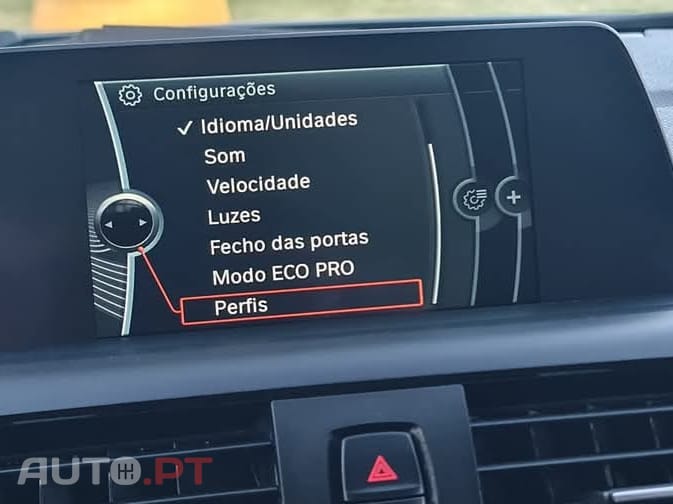 Configurações
Idioma/Unidades
Som
Velocidade
Luzes
Fecho das portas
Modo ECO PRO
Perfis
AUTO.PT